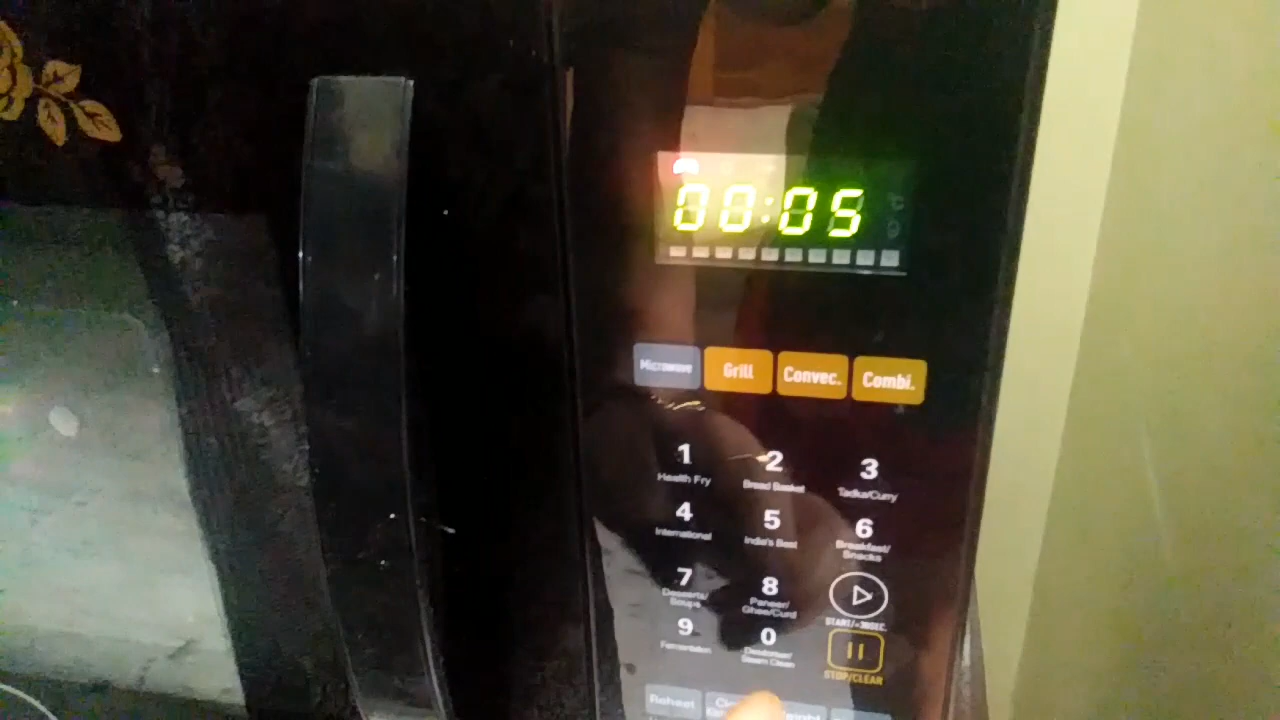 00:05
Microwave Grill Convec. Combi.
1 2 3
Health Fry Bread Basket Tadka/Curry
4 5 6
International India's Best Breakfast/
Snacks
7 8
Desserts/
Soups
Paneer/
Ghee/Curd
START/+30SEC.
9 0
Fermentation Deodorizer/
Steam Clean
STOP/CLEAR
Reheat